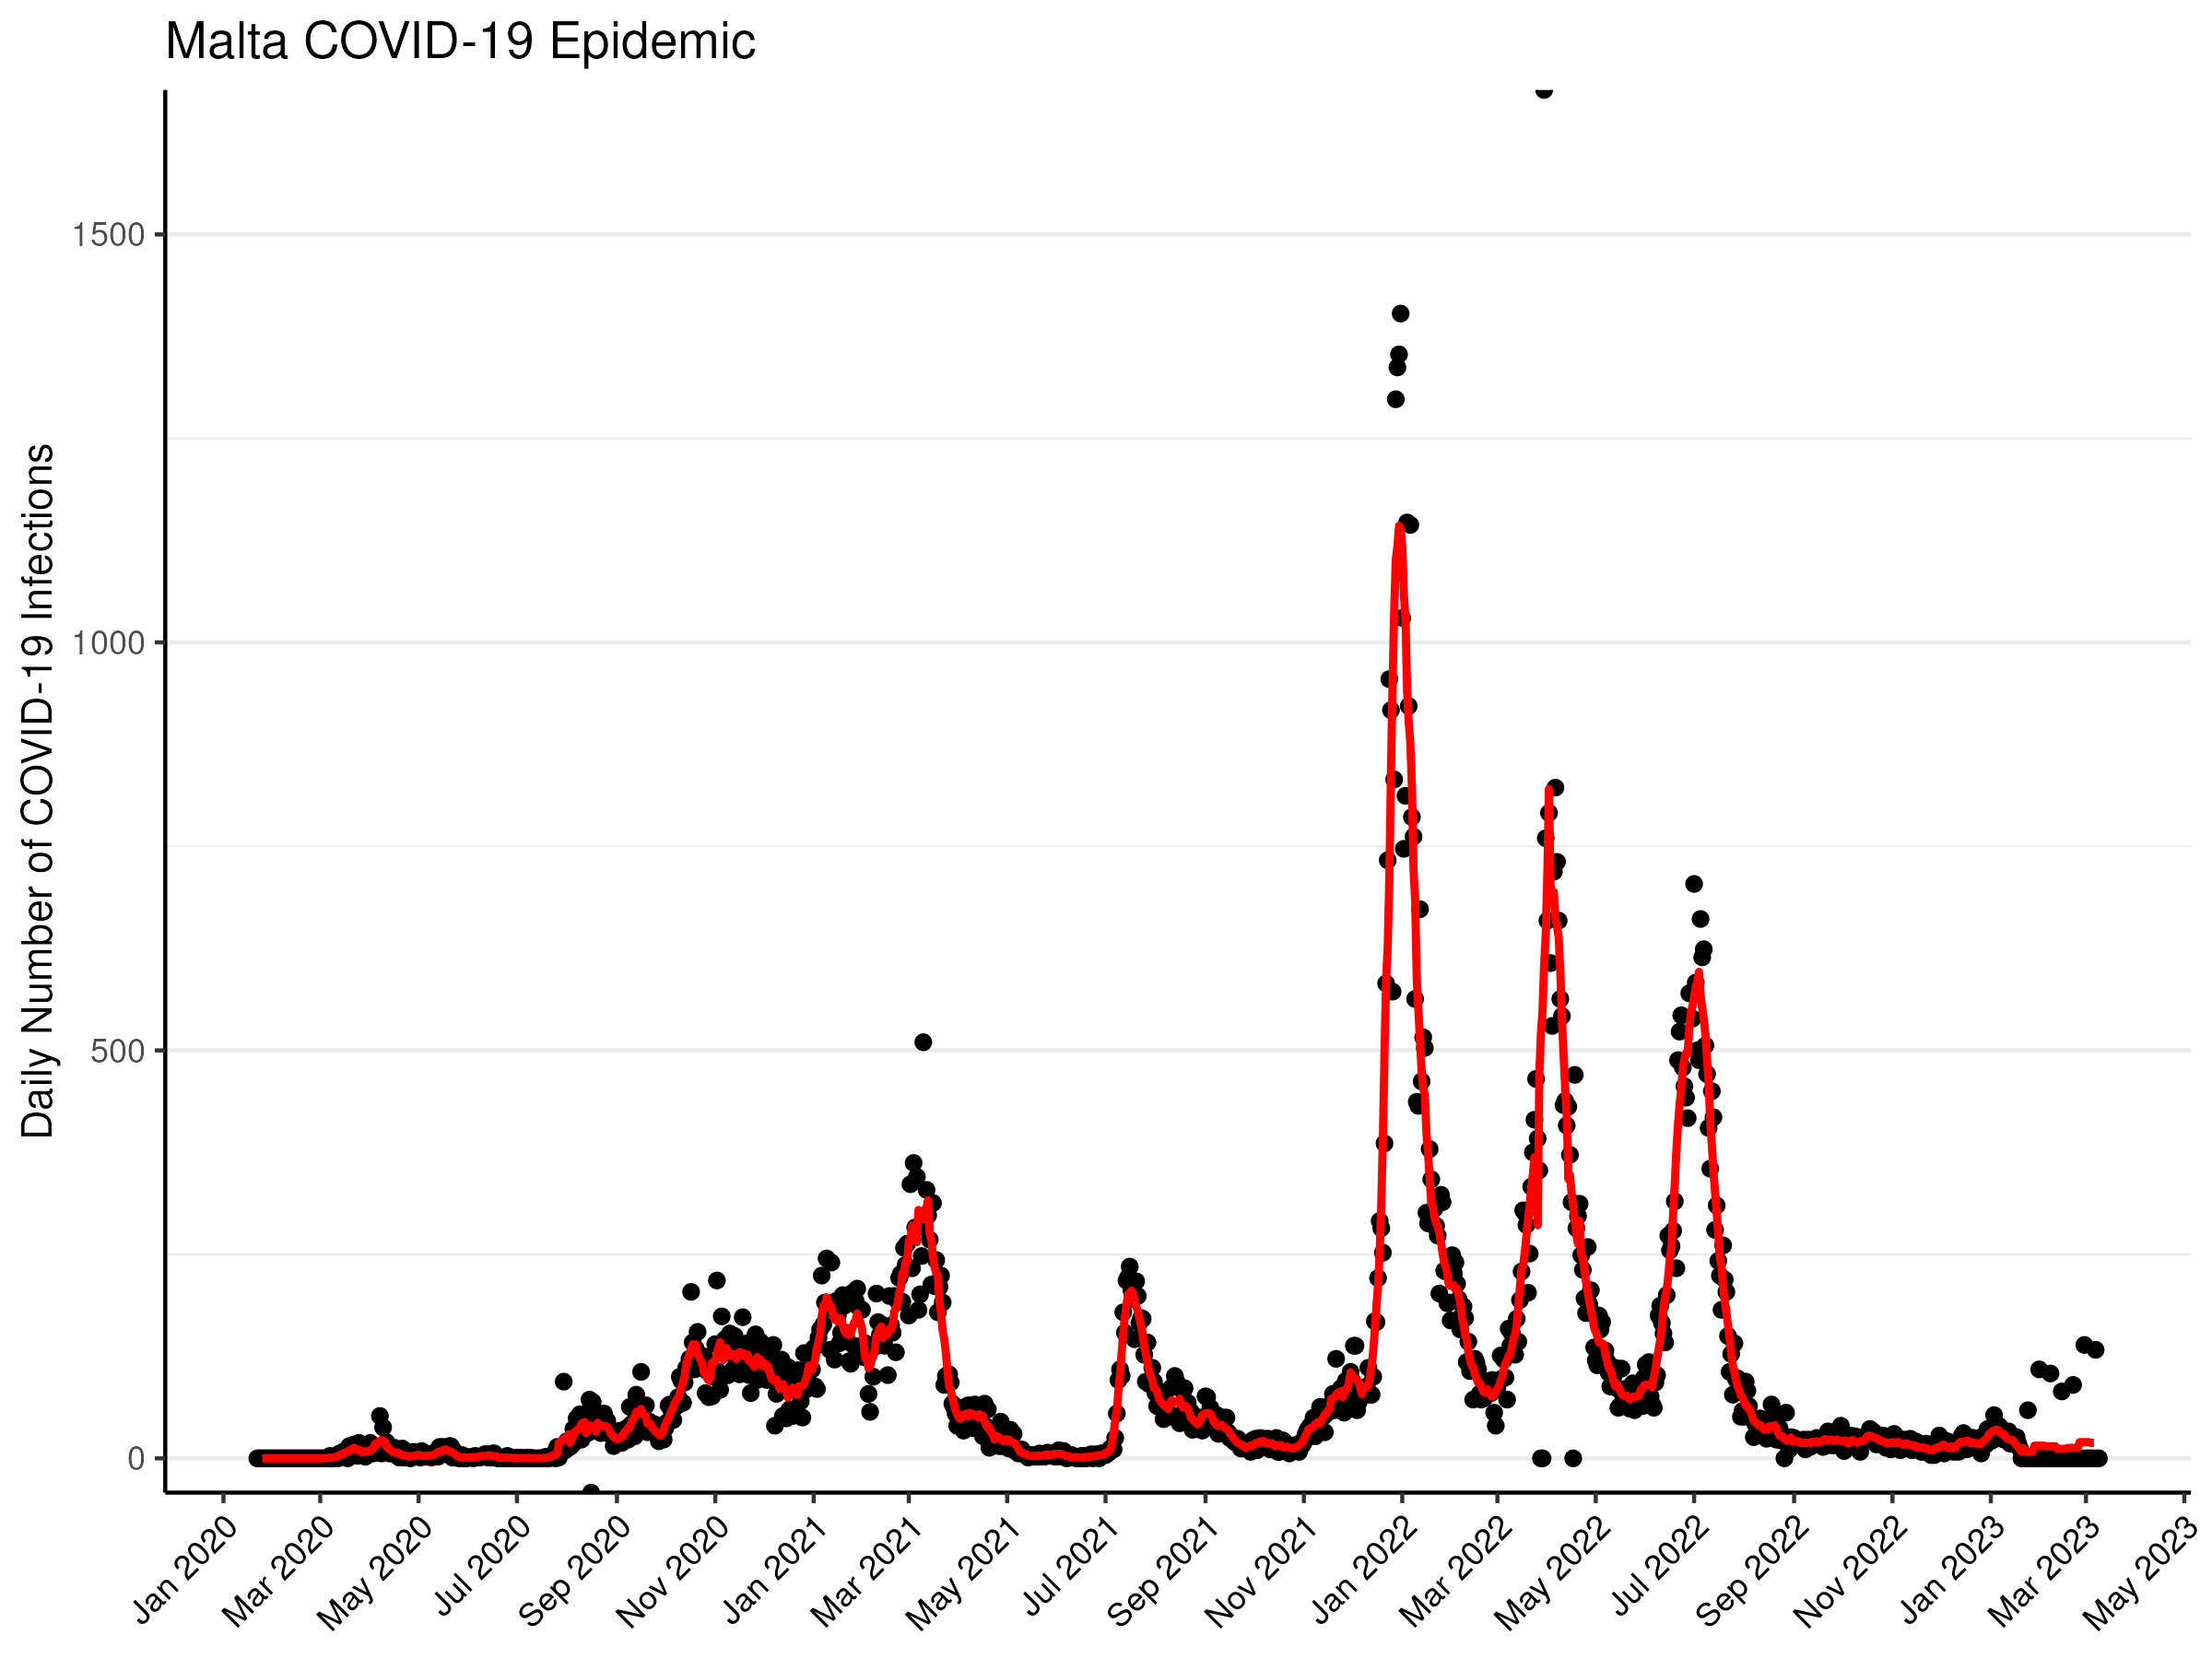 Malta COVID-19 Epidemic
Daily Number of COVID-19 Infections
1500
1000
500
0
Jan 2020
Mar 2020
May 2020
Jul 2020
Sep 2020
Nov 2020
Jan 2021
Mar 2021
May 2021
Jul 2021
Sep 2021
Nov 2021
Jan 2022
Mar 2022
May 2022
Jul 2022
Sep 2022
Nov 2022
Jan 2023
Mar 2023
May 2023